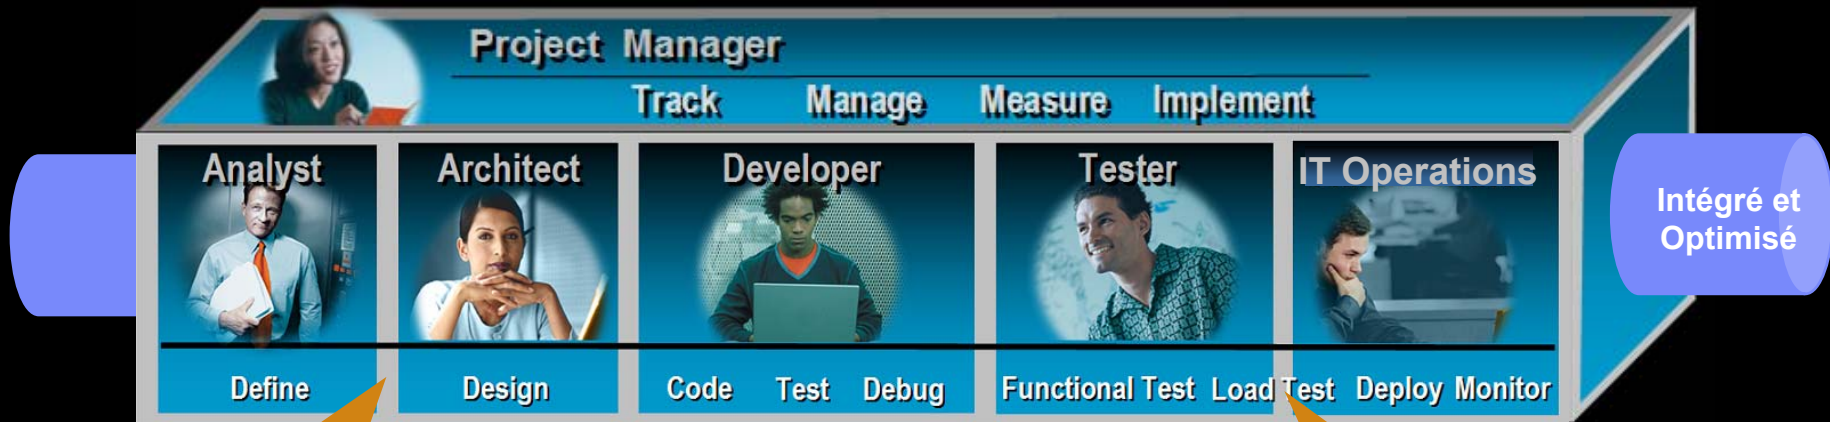 Project Manager
Track Manage Measure Implement
Analyst Architect Developer Tester IT Operations
Intégré et
Optimisé
Define Design Code Test Debug Functional Test Load Test Deploy Monitor